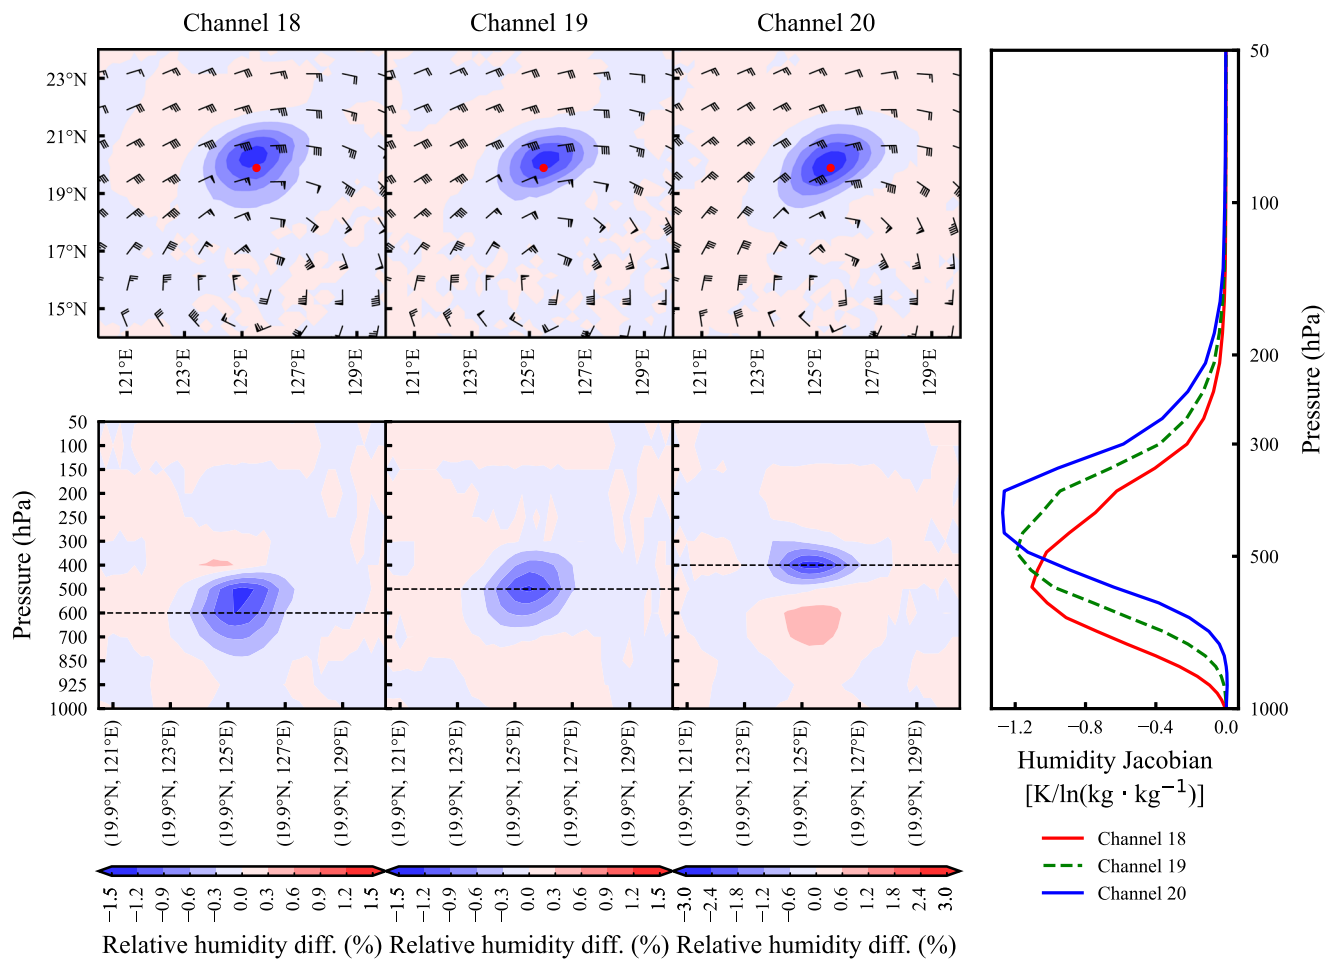 Channel 18 Channel 19 Channel 20
23°N
21°N
19°N
17°N
15°N
121°E 123°E 125°E 127°E 129°E 121°E 123°E 125°E 127°E 129°E 121°E 123°E 125°E 127°E 129°E
Pressure (hPa)
50
100
150
200
250
300
400
500
600
700
850
925
1000
(19.9°N, 121°E) (19.9°N, 123°E) (19.9°N, 125°E) (19.9°N, 127°E) (19.9°N, 129°E) (19.9°N, 121°E) (19.9°N, 123°E) (19.9°N, 125°E) (19.9°N, 127°E) (19.9°N, 129°E) (19.9°N, 121°E) (19.9°N, 123°E) (19.9°N, 125°E) (19.9°N, 127°E) (19.9°N, 129°E)
−1.5 −1.2 −0.9 −0.6 −0.3 0.0 0.3 0.6 0.9 1.2 1.5 −1.5 −1.2 −0.9 −0.6 −0.3 0.0 0.3 0.6 0.9 1.2 1.5 −3.0 −2.4 −1.8 −1.2 −0.6 0.0 0.6 1.2 1.8 2.4 3.0
Relative humidity diff. (%) Relative humidity diff. (%) Relative humidity diff. (%)
50
100
200
300
500
1000
Pressure (hPa)
−1.2 −0.8 −0.4 0.0
Humidity Jacobian
[K/ln(kg · kg⁻¹)]
Channel 18
Channel 19
Channel 20